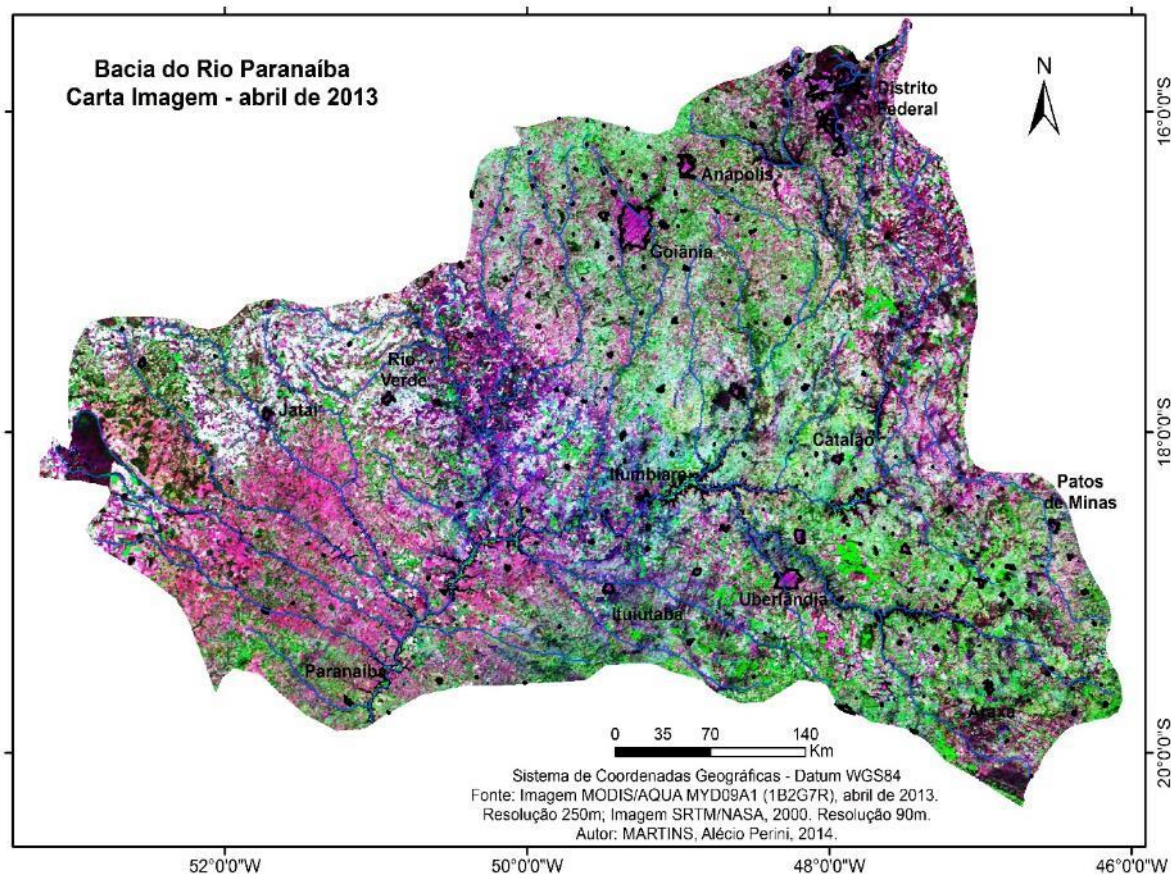 Bacia do Rio Paranaíba
Carta Imagem - abril de 2013
N
Distrito
Federal
16°0'0"S
Anápolis
Goiânia
Rio
Verde
Jataí
18°0'0"S
Catalão
Itumbiara
Patos
de Minas
Uberlândia
Ituiutaba
Paranaíba
Araxá
0 35 70 140
Km
20°0'0"S
Sistema de Coordenadas Geográficas - Datum WGS84
Fonte: Imagem MODIS/AQUA MYD09A1 (1B2G7R), abril de 2013.
Resolução 250m; Imagem SRTM/NASA, 2000. Resolução 90m.
Autor: MARTINS, Alécio Perini, 2014.
52°0'0"W 50°0'0"W 48°0'0"W 46°0'0"W